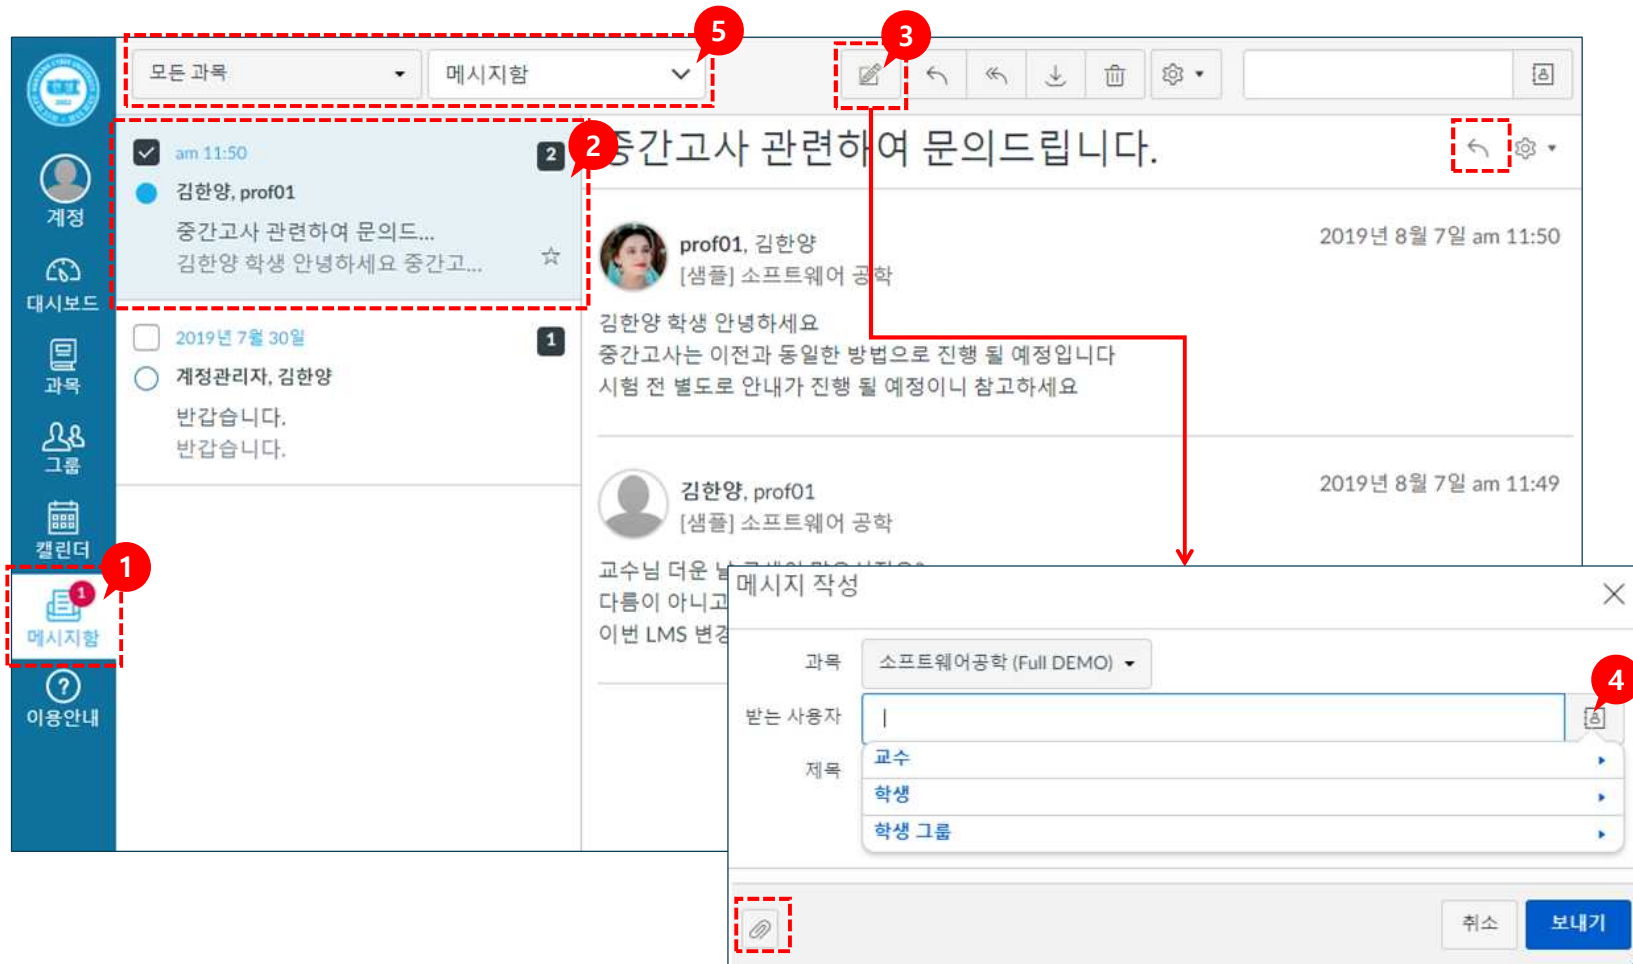 5
3
모든 과목
메시지함
계정
대시보드
과목
그룹
캘린더
1
1
메시지함
이용안내
am 11:50
2
2
김한양, prof01
중간고사 관련하여 문의드...
김한양 학생 안녕하세요 중간고...
2019년 7월 30일
1
계정관리자, 김한양
반갑습니다.
반갑습니다.
중간고사 관련하여 문의드립니다.
prof01, 김한양
2019년 8월 7일 am 11:50
[샘플] 소프트웨어 공학
김한양 학생 안녕하세요
중간고사는 이전과 동일한 방법으로 진행 될 예정입니다
시험 전 별도로 안내가 진행 될 예정이니 참고하세요
김한양, prof01
2019년 8월 7일 am 11:49
[샘플] 소프트웨어 공학
교수님 더운 날
다름이 아니고
이번 LMS 변경
메시지 작성
과목
소프트웨어공학 (Full DEMO)
4
받는 사용자
제목
교수
학생
학생 그룹
취소
보내기